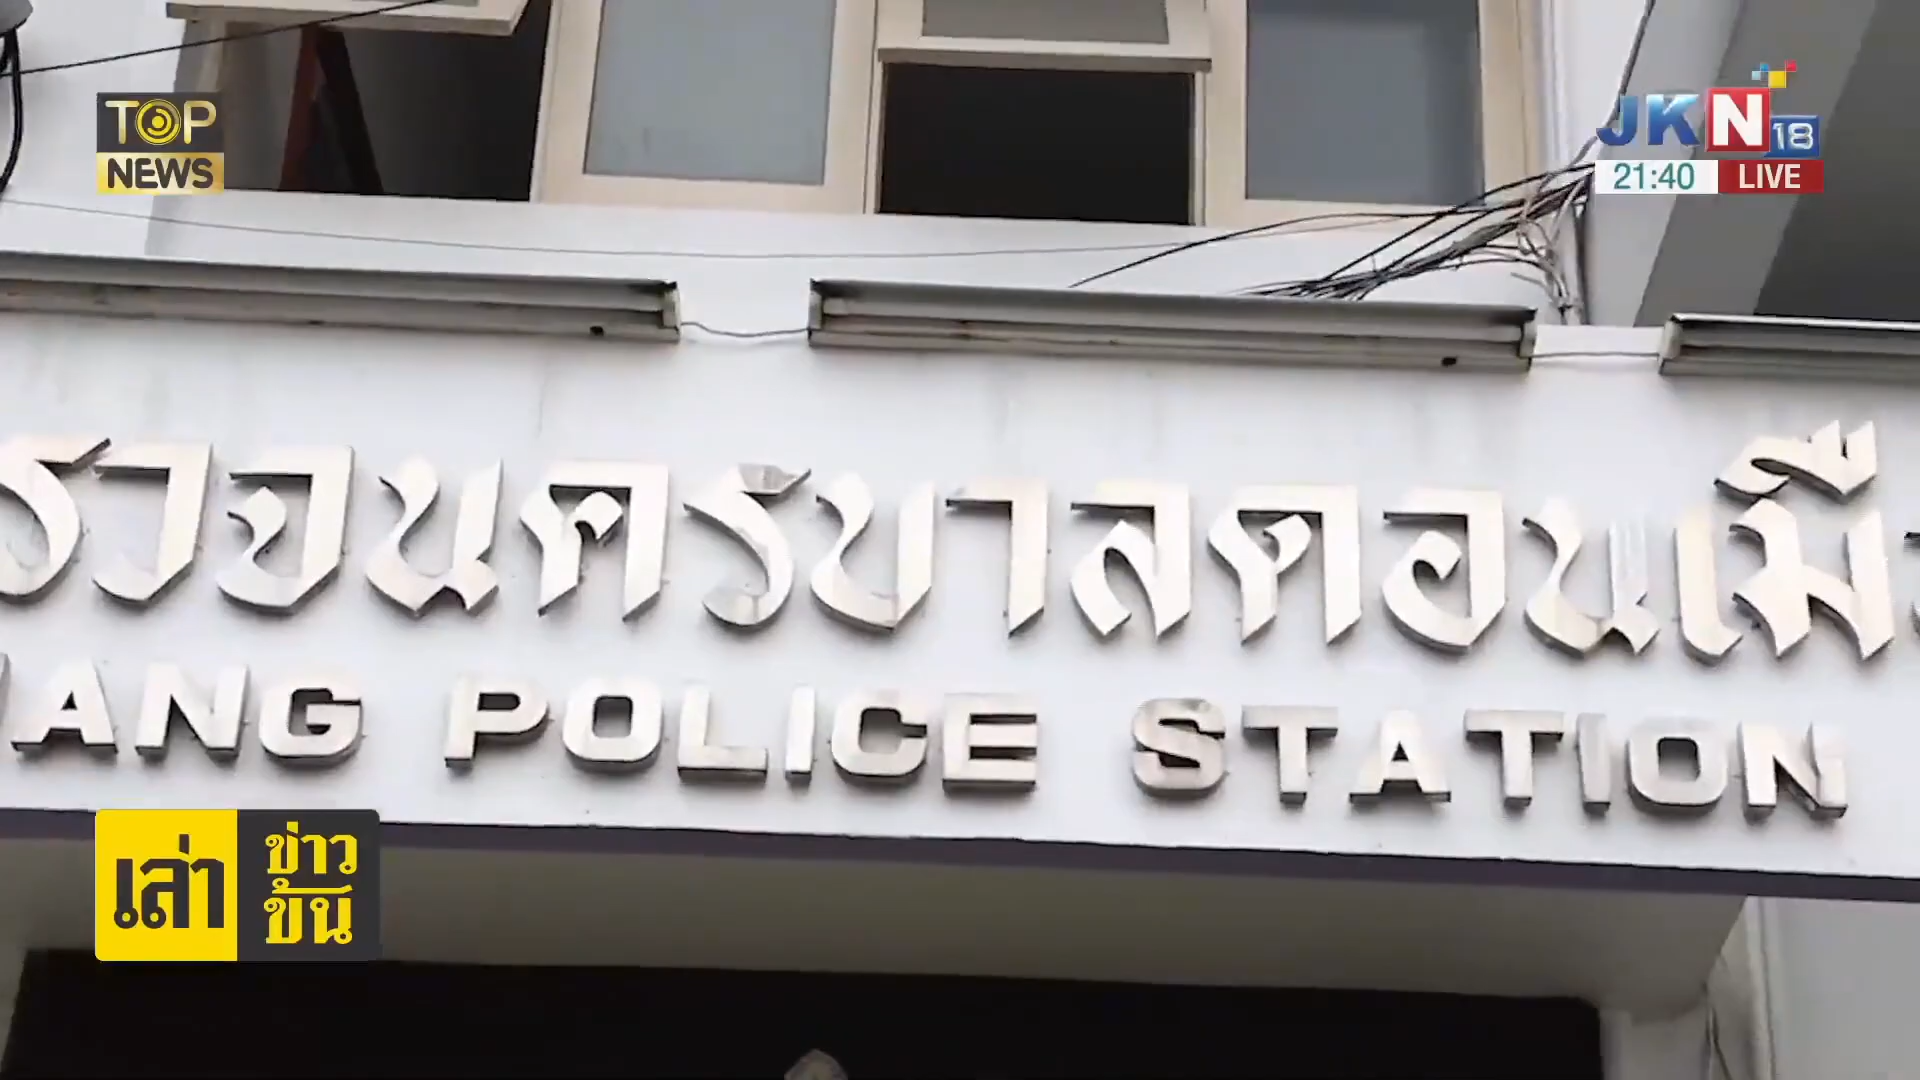 TOP
NEWS
JKN 18
21:40 LIVE
รวจนครบาลดอนเมือ
ANG POLICE STATION
เล่า
ข่าว
ข้น